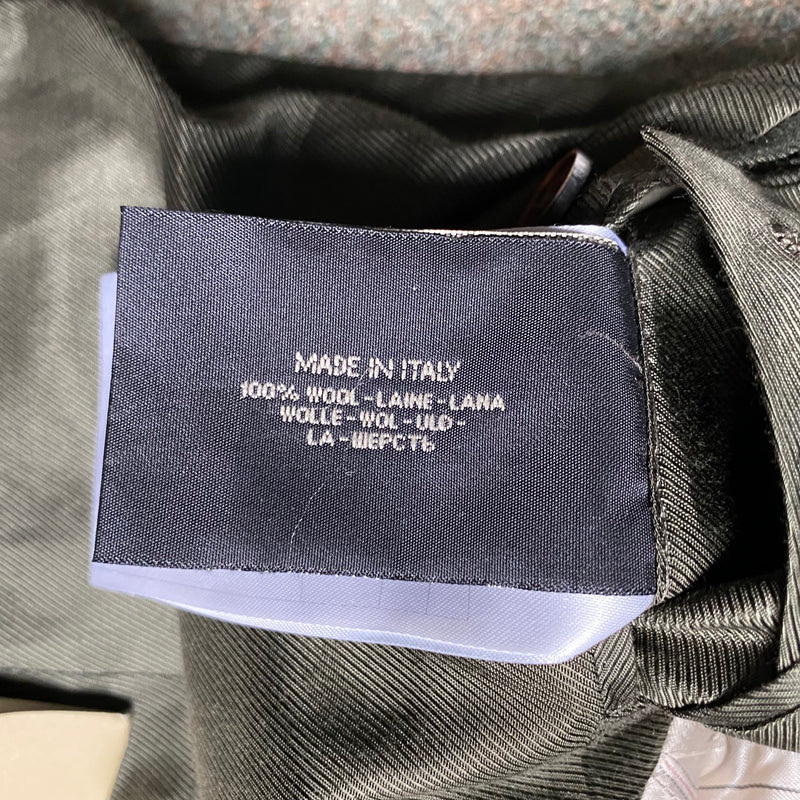 MADE IN ITALY
100% WOOL-LAINE-LANA
WOLLE-WOL-ULD-
LA-ШЕРСТЬ